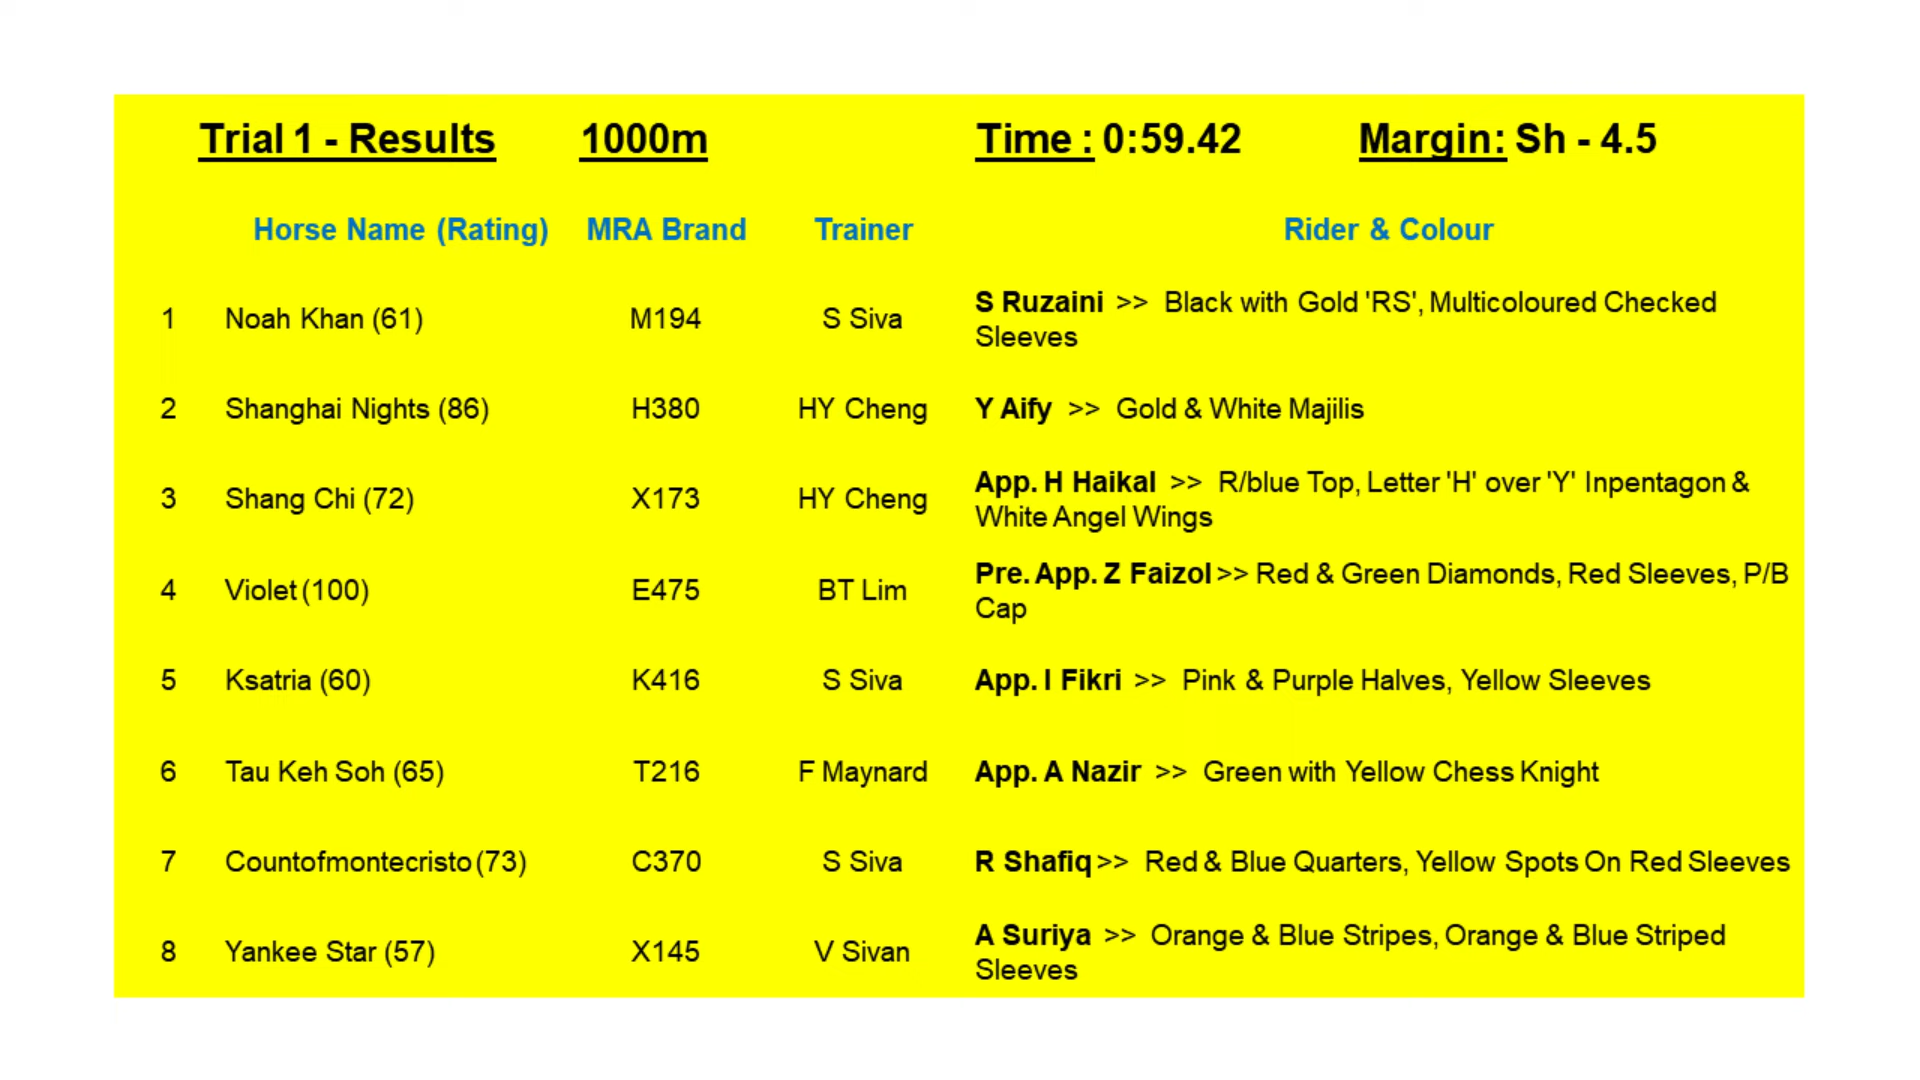 Trial 1 - Results 1000m Time : 0:59.42 Margin: Sh - 4.5
Horse Name (Rating) MRA Brand Trainer Rider & Colour
1 Noah Khan (61) M194 S Siva S Ruzaini >> Black with Gold 'RS', Multicoloured Checked
Sleeves
2 Shanghai Nights (86) H380 HY Cheng Y Aify >> Gold & White Majilis
3 Shang Chi (72) X173 HY Cheng App. H Haikal >> R/blue Top, Letter 'H' over 'Y' Inpentagon &
White Angel Wings
4 Violet (100) E475 BT Lim Pre. App. Z Faizol >> Red & Green Diamonds, Red Sleeves, P/B
Cap
5 Ksatria (60) K416 S Siva App. I Fikri >> Pink & Purple Halves, Yellow Sleeves
6 Tau Keh Soh (65) T216 F Maynard App. A Nazir >> Green with Yellow Chess Knight
7 Countofmontecristo (73) C370 S Siva R Shafiq >> Red & Blue Quarters, Yellow Spots On Red Sleeves
8 Yankee Star (57) X145 V Sivan A Suriya >> Orange & Blue Stripes, Orange & Blue Striped
Sleeves